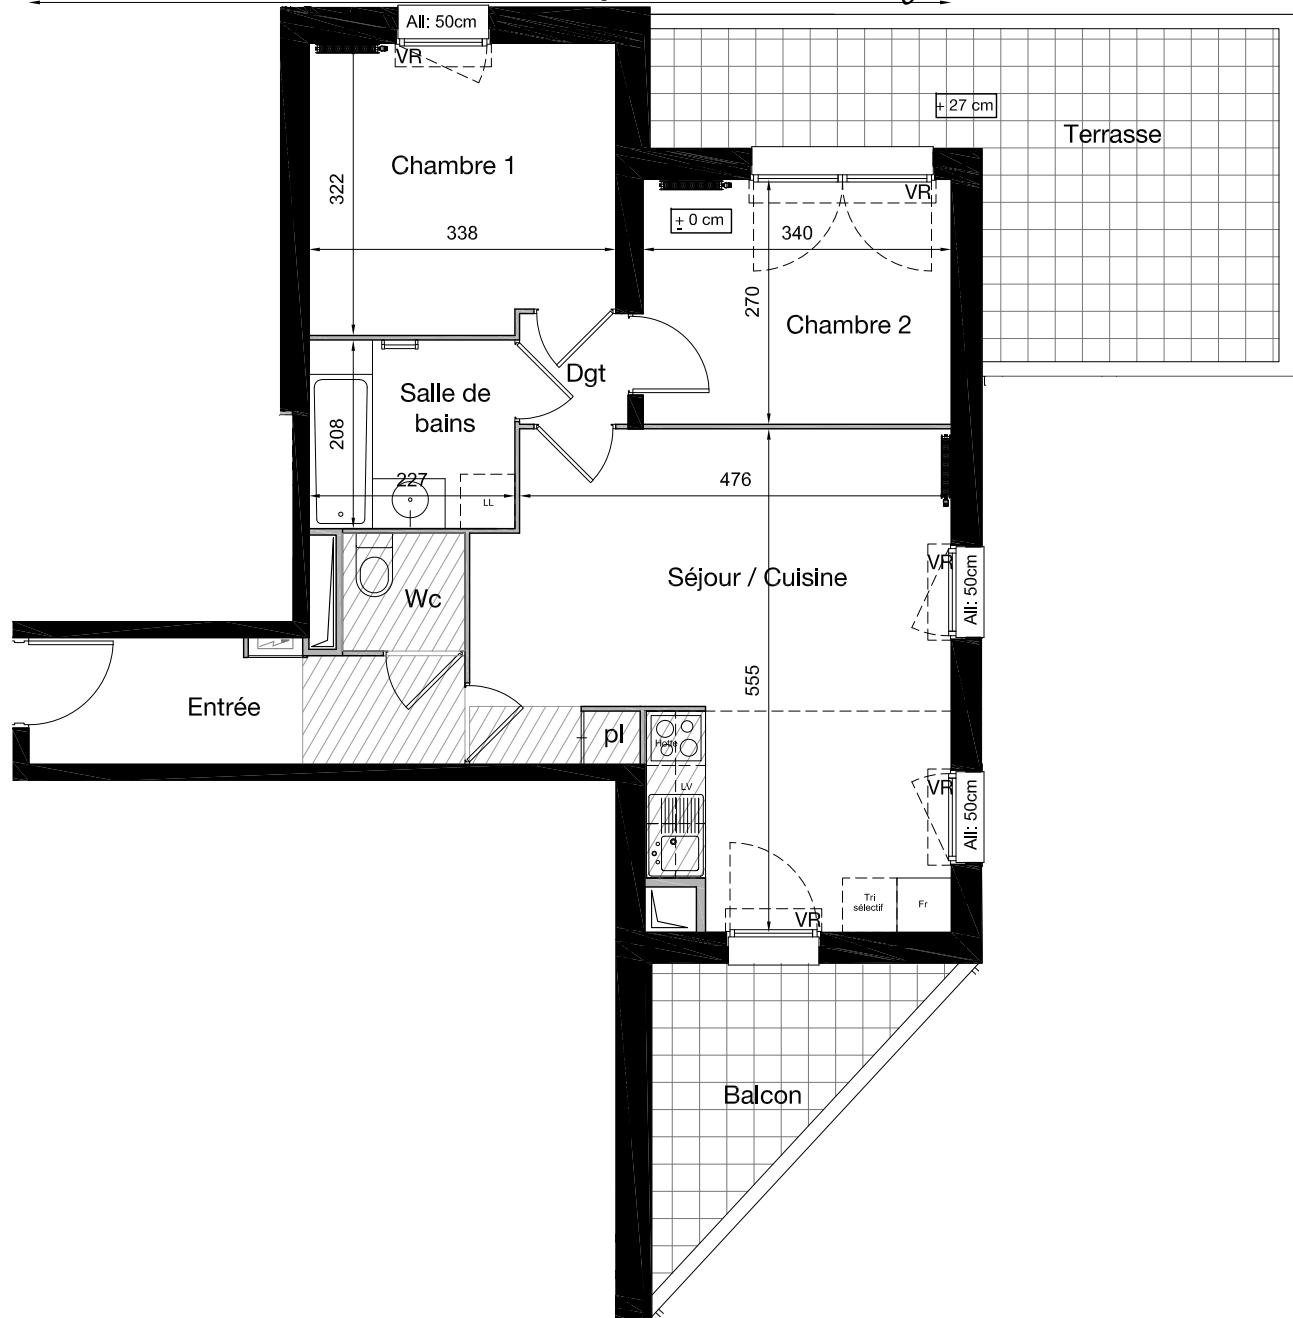 All: 50cm
VR
+ 27 cm
Terrasse
Chambre 1
322
338
VR
± 0 cm
340
270
Chambre 2
Dgt
Salle de
bains
208
227
LL
476
Séjour / Cuisine
VR
All: 50cm
Wc
555
Entrée
pl
Hotte
LV
VR
All: 50cm
Tri
sélectif
Fr
VR
Balcon